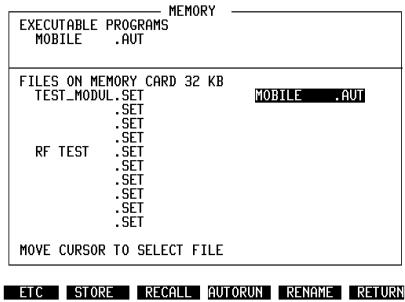 MEMORY
EXECUTABLE PROGRAMS
MOBILE .AUT
FILES ON MEMORY CARD 32 KB
TEST_MODUL.SET MOBILE .AUT
.SET
.SET
.SET
RF TEST .SET
.SET
.SET
.SET
.SET
.SET
MOVE CURSOR TO SELECT FILE
ETC STORE RECALL AUTORUN RENAME RETURN